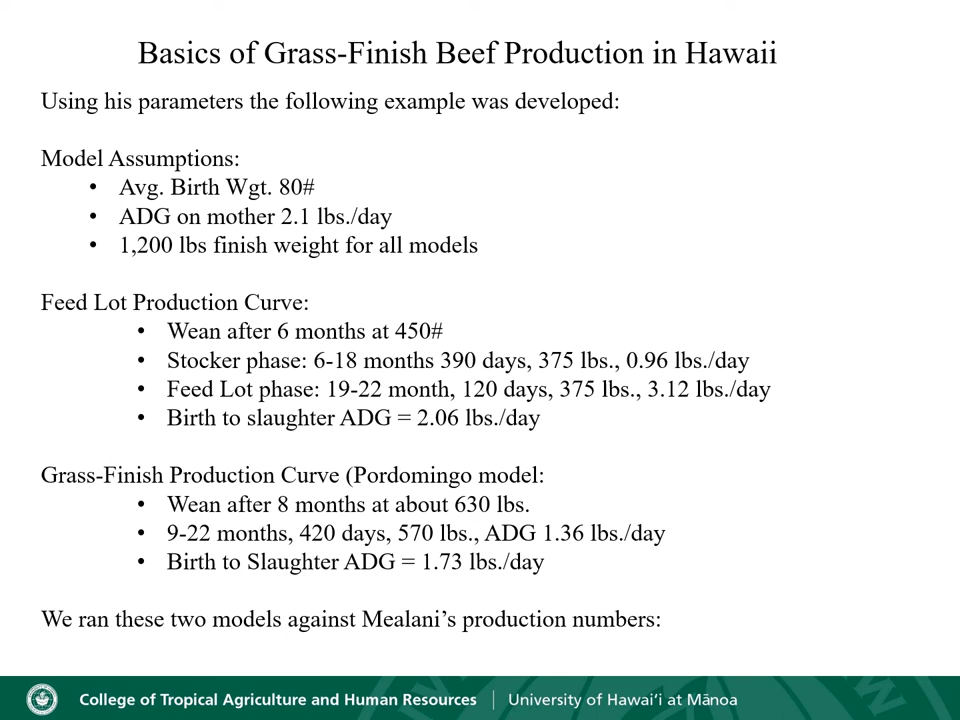 Basics of Grass-Finish Beef Production in Hawaii
Using his parameters the following example was developed:
Model Assumptions:
• Avg. Birth Wgt. 80#
• ADG on mother 2.1 lbs./day
• 1,200 lbs finish weight for all models
Feed Lot Production Curve:
• Wean after 6 months at 450#
• Stocker phase: 6-18 months 390 days, 375 lbs., 0.96 lbs./day
• Feed Lot phase: 19-22 month, 120 days, 375 lbs., 3.12 lbs./day
• Birth to slaughter ADG = 2.06 lbs./day
Grass-Finish Production Curve (Pordomingo model:
• Wean after 8 months at about 630 lbs.
• 9-22 months, 420 days, 570 lbs., ADG 1.36 lbs./day
• Birth to Slaughter ADG = 1.73 lbs./day
We ran these two models against Mealani’s production numbers:
College of Tropical Agriculture and Human Resources | University of Hawaiʻi at Mānoa